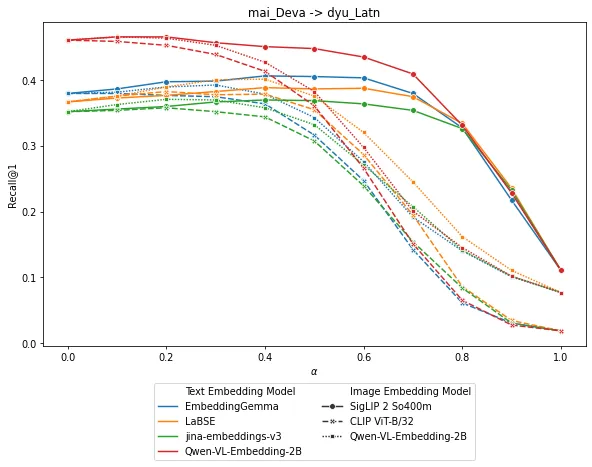 mai_Deva -> dyu_Latn
Recall@1
0.4
0.3
0.2
0.1
0.0
0.0 0.2 0.4 0.6 0.8 1.0
α
Text Embedding Model
EmbeddingGemma
LaBSE
jina-embeddings-v3
Qwen-VL-Embedding-2B
Image Embedding Model
SigLIP 2 So400m
CLIP ViT-B/32
Qwen-VL-Embedding-2B